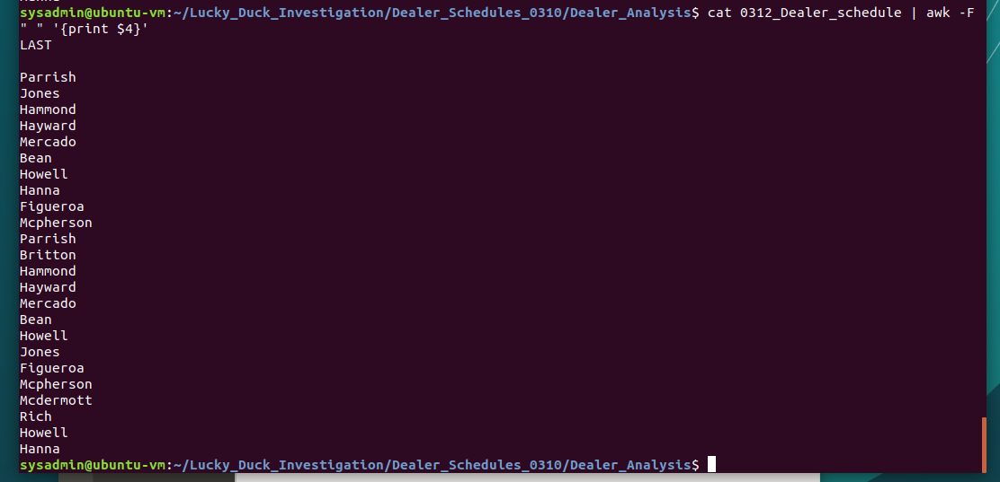 sysadmin@ubuntu-vm:~/Lucky_Duck_Investigation/Dealer_Schedules_0310/Dealer_Analysis$ cat 0312_Dealer_schedule | awk -F
" " '{print $4}'
LAST
Parrish
Jones
Hammond
Hayward
Mercado
Bean
Howell
Hanna
Figueroa
Mcpherson
Parrish
Britton
Hammond
Hayward
Mercado
Bean
Howell
Jones
Figueroa
Mcpherson
Mcdermott
Rich
Howell
Hanna
sysadmin@ubuntu-vm:~/Lucky_Duck_Investigation/Dealer_Schedules_0310/Dealer_Analysis$